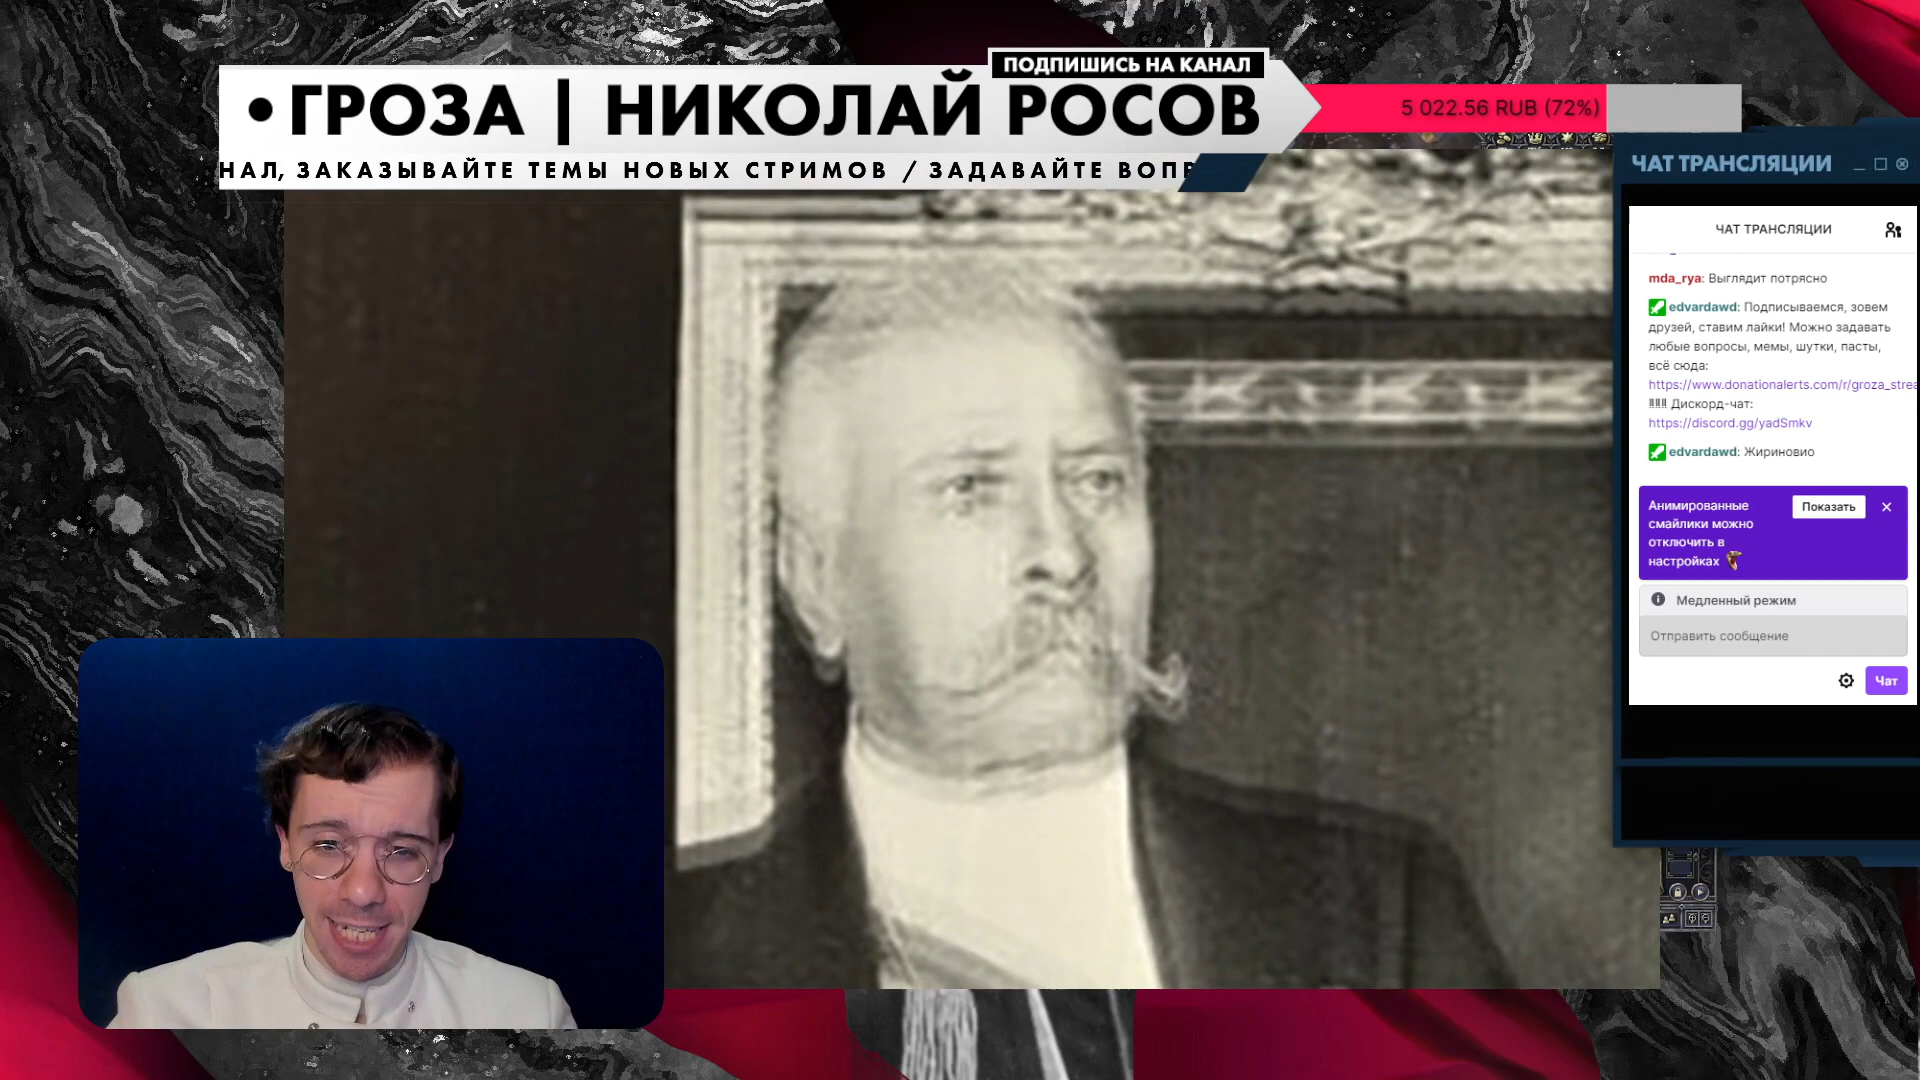 ПОДПИШИСЬ НА КАНАЛ
• ГРОЗА | НИКОЛАЙ РОСОВ
5 022.56 RUB (72%)
НАЛ, ЗАКАЗЫВАЙТЕ ТЕМЫ НОВЫХ СТРИМОВ / ЗАДАВАЙТЕ ВОПР
ЧАТ ТРАНСЛЯЦИИ
ЧАТ ТРАНСЛЯЦИИ
mda_rya: Выглядит потрясно
edvardawd: Подписываемся, зовем
друзей, ставим лайки! Можно задавать
любые вопросы, мемы, шутки, пасты,
всё сюда:
https://www.donationalerts.com/r/groza_strea
!!!!!! Дискорд-чат:
https://discord.gg/yadSmkv
edvardawd: Жириновио
Анимированные
смайлики можно
отключить в
настройках
Показать
Медленный режим
Отправить сообщение
Чат